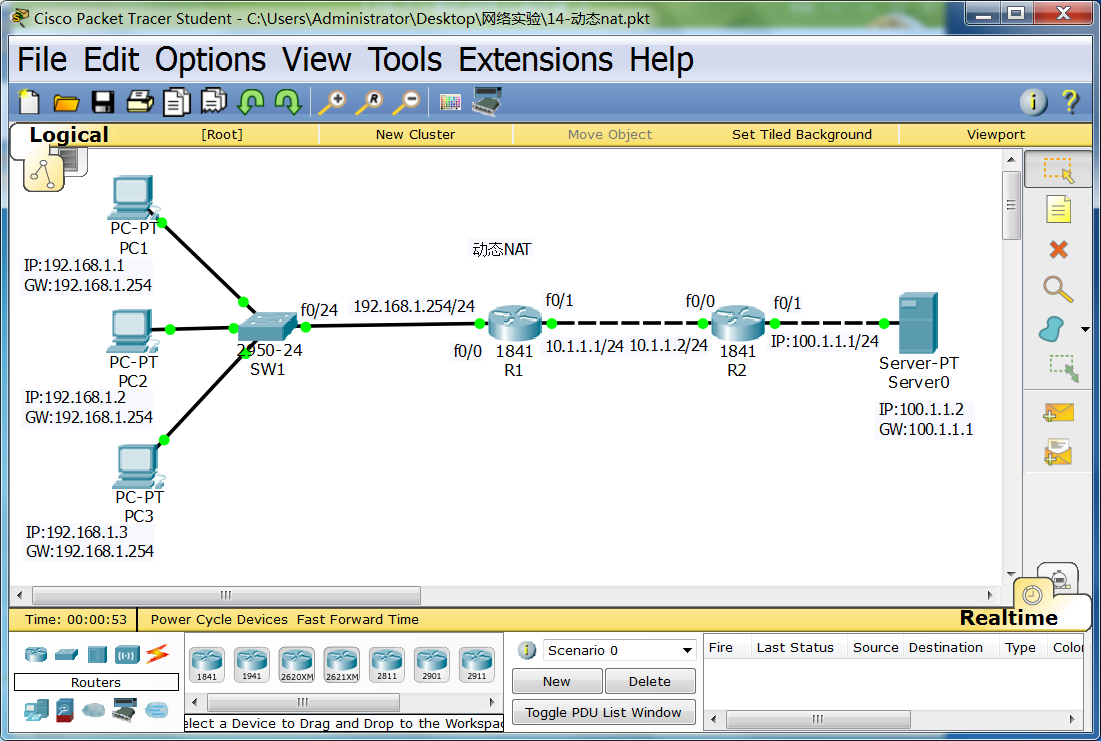 Cisco Packet Tracer Student - C:\Users\Administrator\Desktop\网络实验\14-动态nat.pkt
File Edit Options View Tools Extensions Help
Logical [Root] New Cluster Move Object Set Tiled Background Viewport
PC-PT
PC1
IP:192.168.1.1
GW:192.168.1.254
PC-PT
PC2
IP:192.168.1.2
GW:192.168.1.254
PC-PT
PC3
IP:192.168.1.3
GW:192.168.1.254
动态NAT
f0/24
2950-24
SW1
192.168.1.254/24
f0/0
1841
R1
f0/1
10.1.1.1/24
10.1.1.2/24
f0/0
1841
R2
f0/1
IP:100.1.1.1/24
Server-PT
Server0
IP:100.1.1.2
GW:100.1.1.1
Time: 00:00:53 Power Cycle Devices Fast Forward Time
Realtime
Routers
1841 1941 2620XM 2621XM 2811 2901 2911
elect a Device to Drag and Drop to the Workspac
Scenario 0
New Delete
Toggle PDU List Window
Fire Last Status Source Destination Type Color